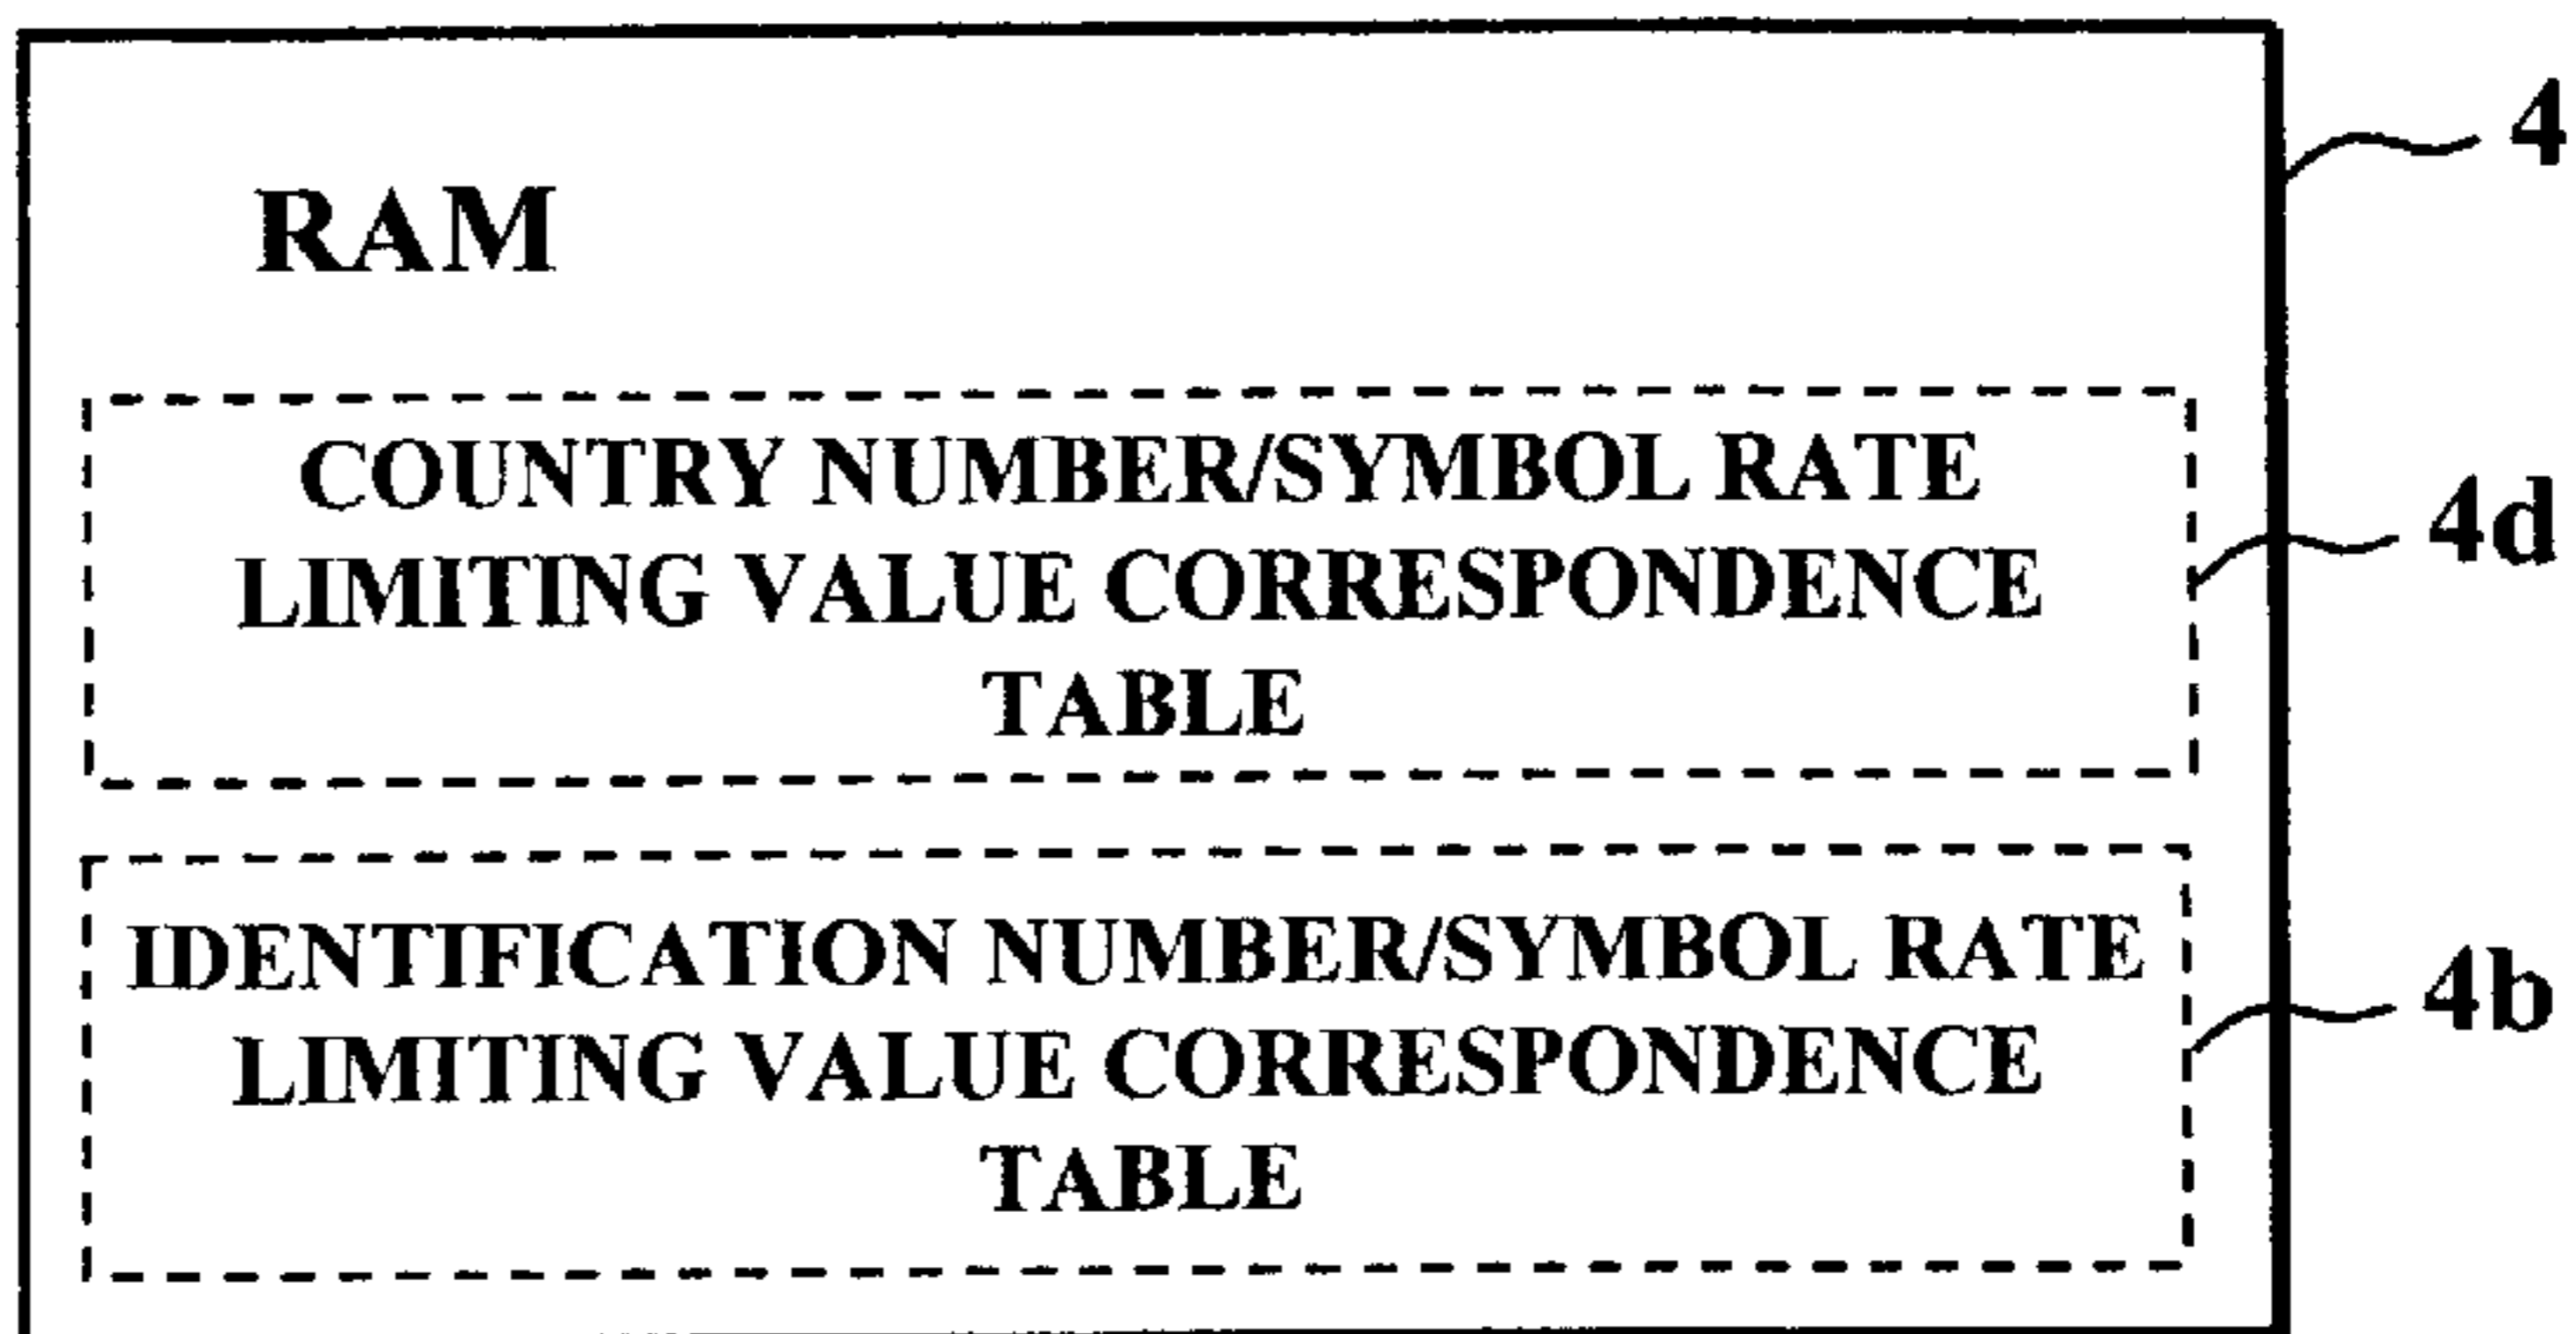 4
RAM
COUNTRY NUMBER/SYMBOL RATE
LIMITING VALUE CORRESPONDENCE
TABLE
4d
IDENTIFICATION NUMBER/SYMBOL RATE
LIMITING VALUE CORRESPONDENCE
TABLE
4b